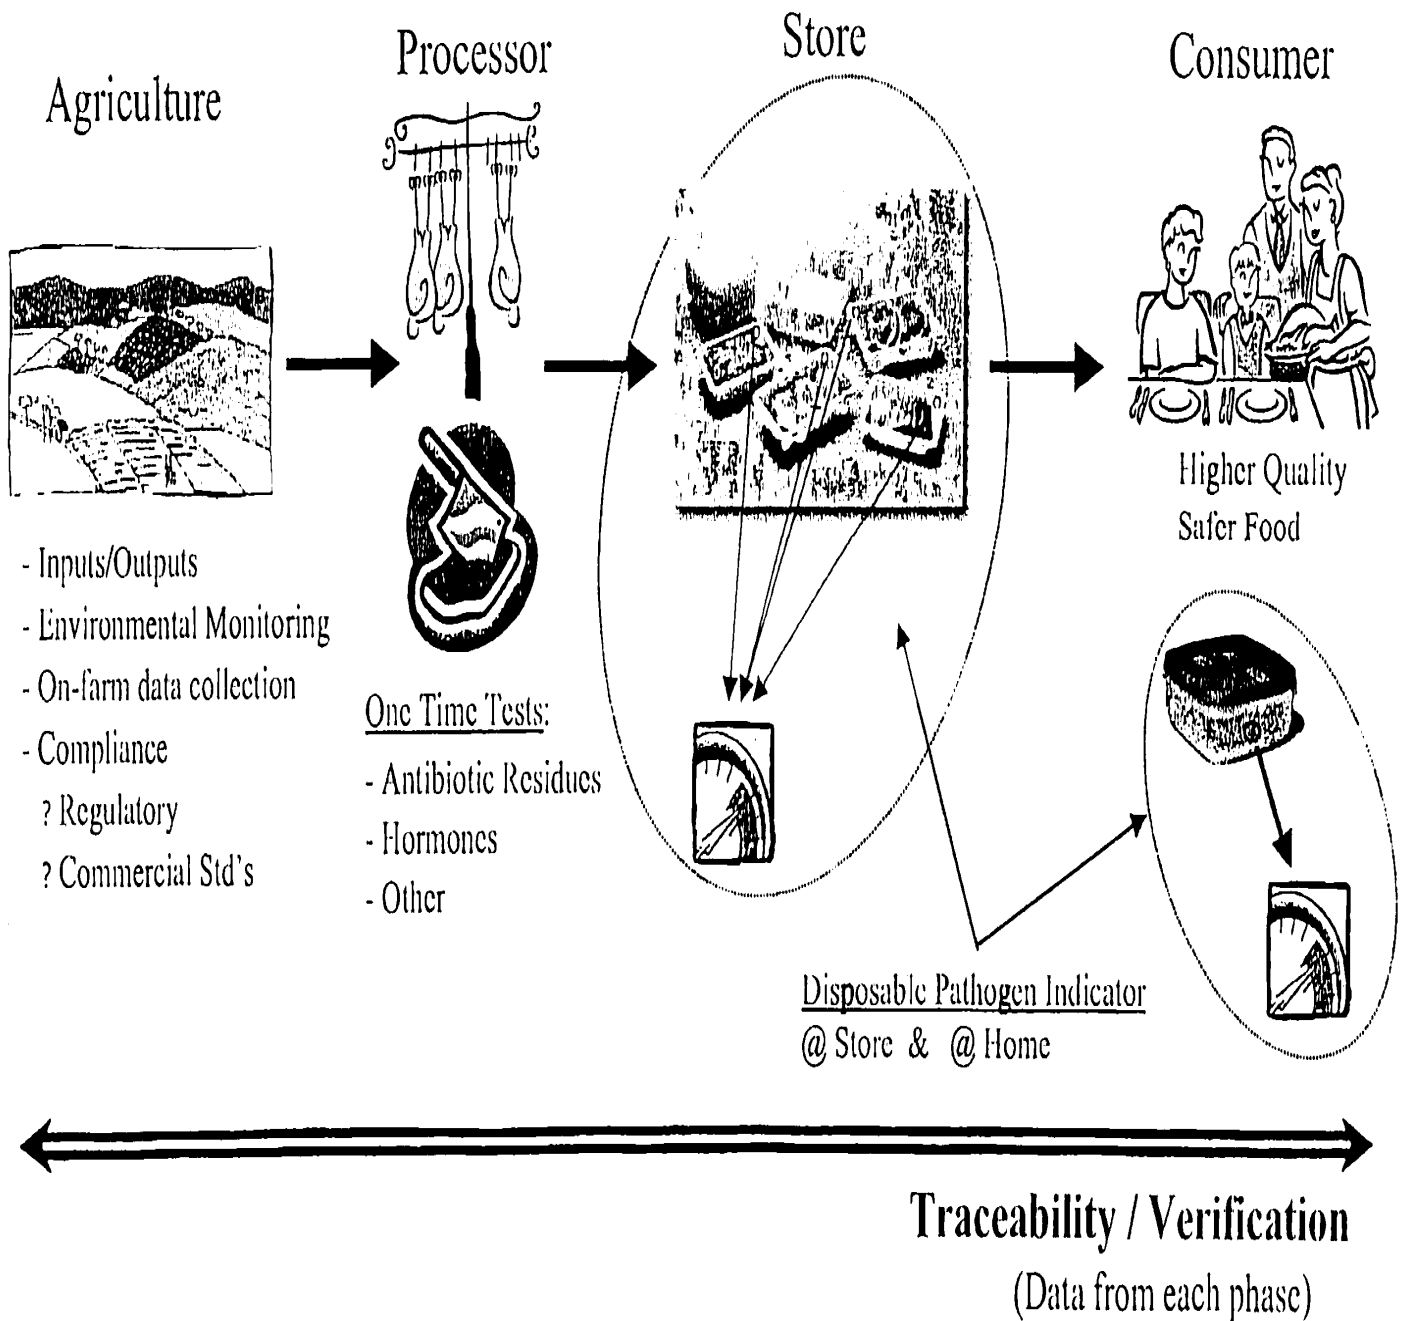 Agriculture
Processor
Store
Consumer
Higher Quality
Safer Food
- Inputs/Outputs
- Environmental Monitoring
- On-farm data collection
- Compliance
? Regulatory
? Commercial Std's
One Time Tests:
- Antibiotic Residues
- Hormones
- Other
Disposable Pathogen Indicator
@ Store & @ Home
Traceability / Verification
(Data from each phase)